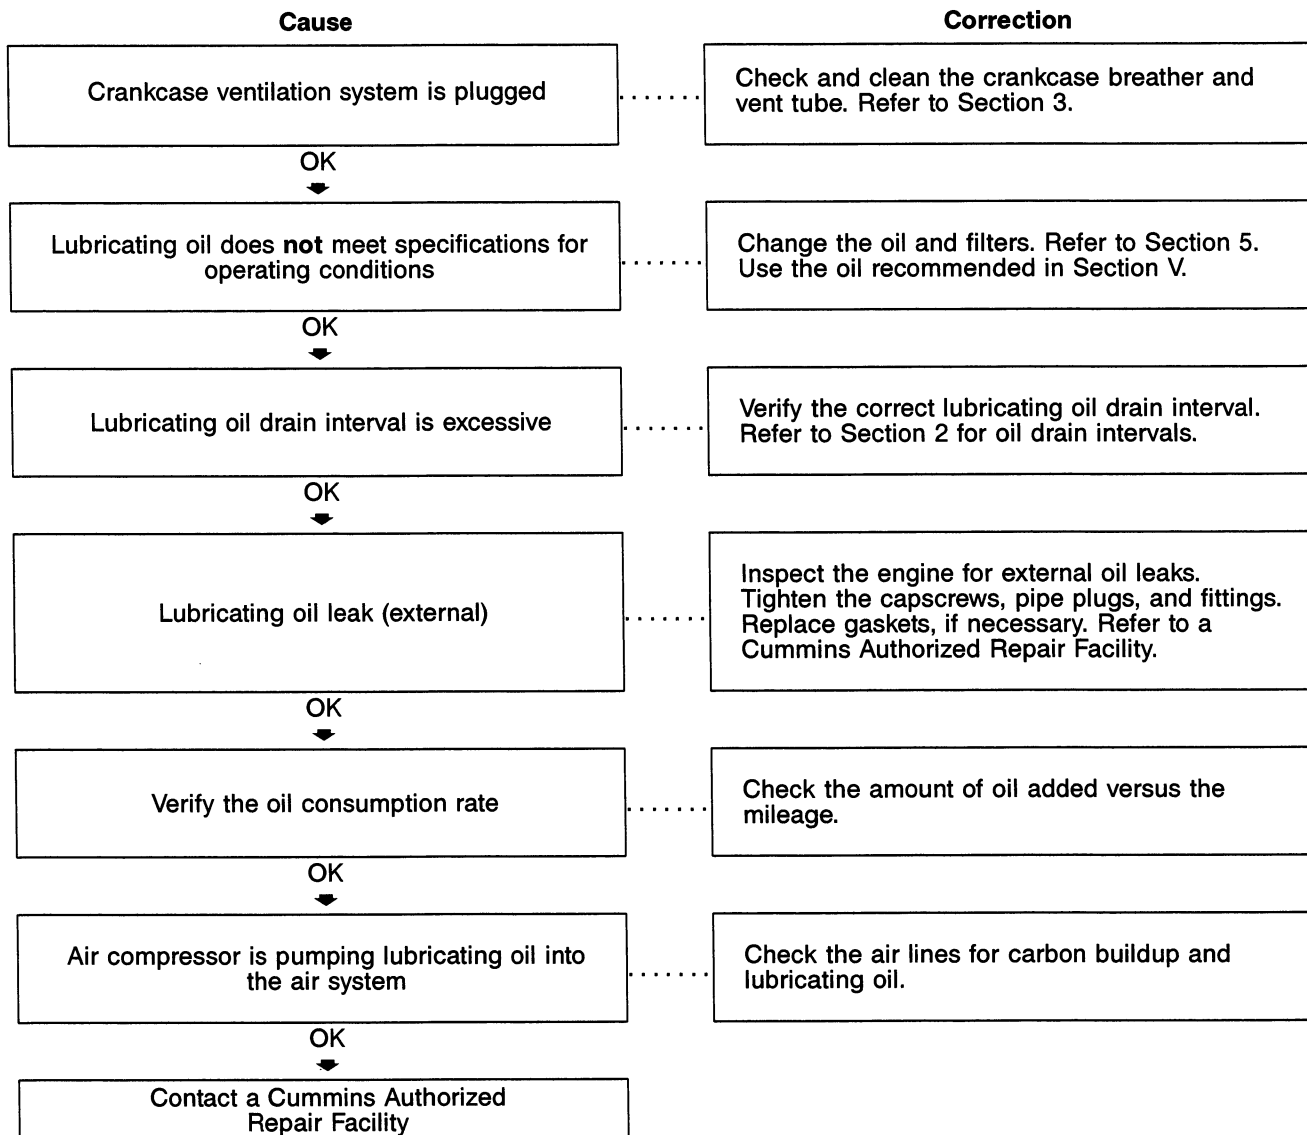 Cause
Correction
Crankcase ventilation system is plugged
Check and clean the crankcase breather and
vent tube. Refer to Section 3.
OK
Lubricating oil does not meet specifications for
operating conditions
Change the oil and filters. Refer to Section 5.
Use the oil recommended in Section V.
OK
Lubricating oil drain interval is excessive
Verify the correct lubricating oil drain interval.
Refer to Section 2 for oil drain intervals.
OK
Lubricating oil leak (external)
Inspect the engine for external oil leaks.
Tighten the capscrews, pipe plugs, and fittings.
Replace gaskets, if necessary. Refer to a
Cummins Authorized Repair Facility.
OK
Verify the oil consumption rate
Check the amount of oil added versus the
mileage.
OK
Air compressor is pumping lubricating oil into
the air system
Check the air lines for carbon buildup and
lubricating oil.
OK
Contact a Cummins Authorized
Repair Facility